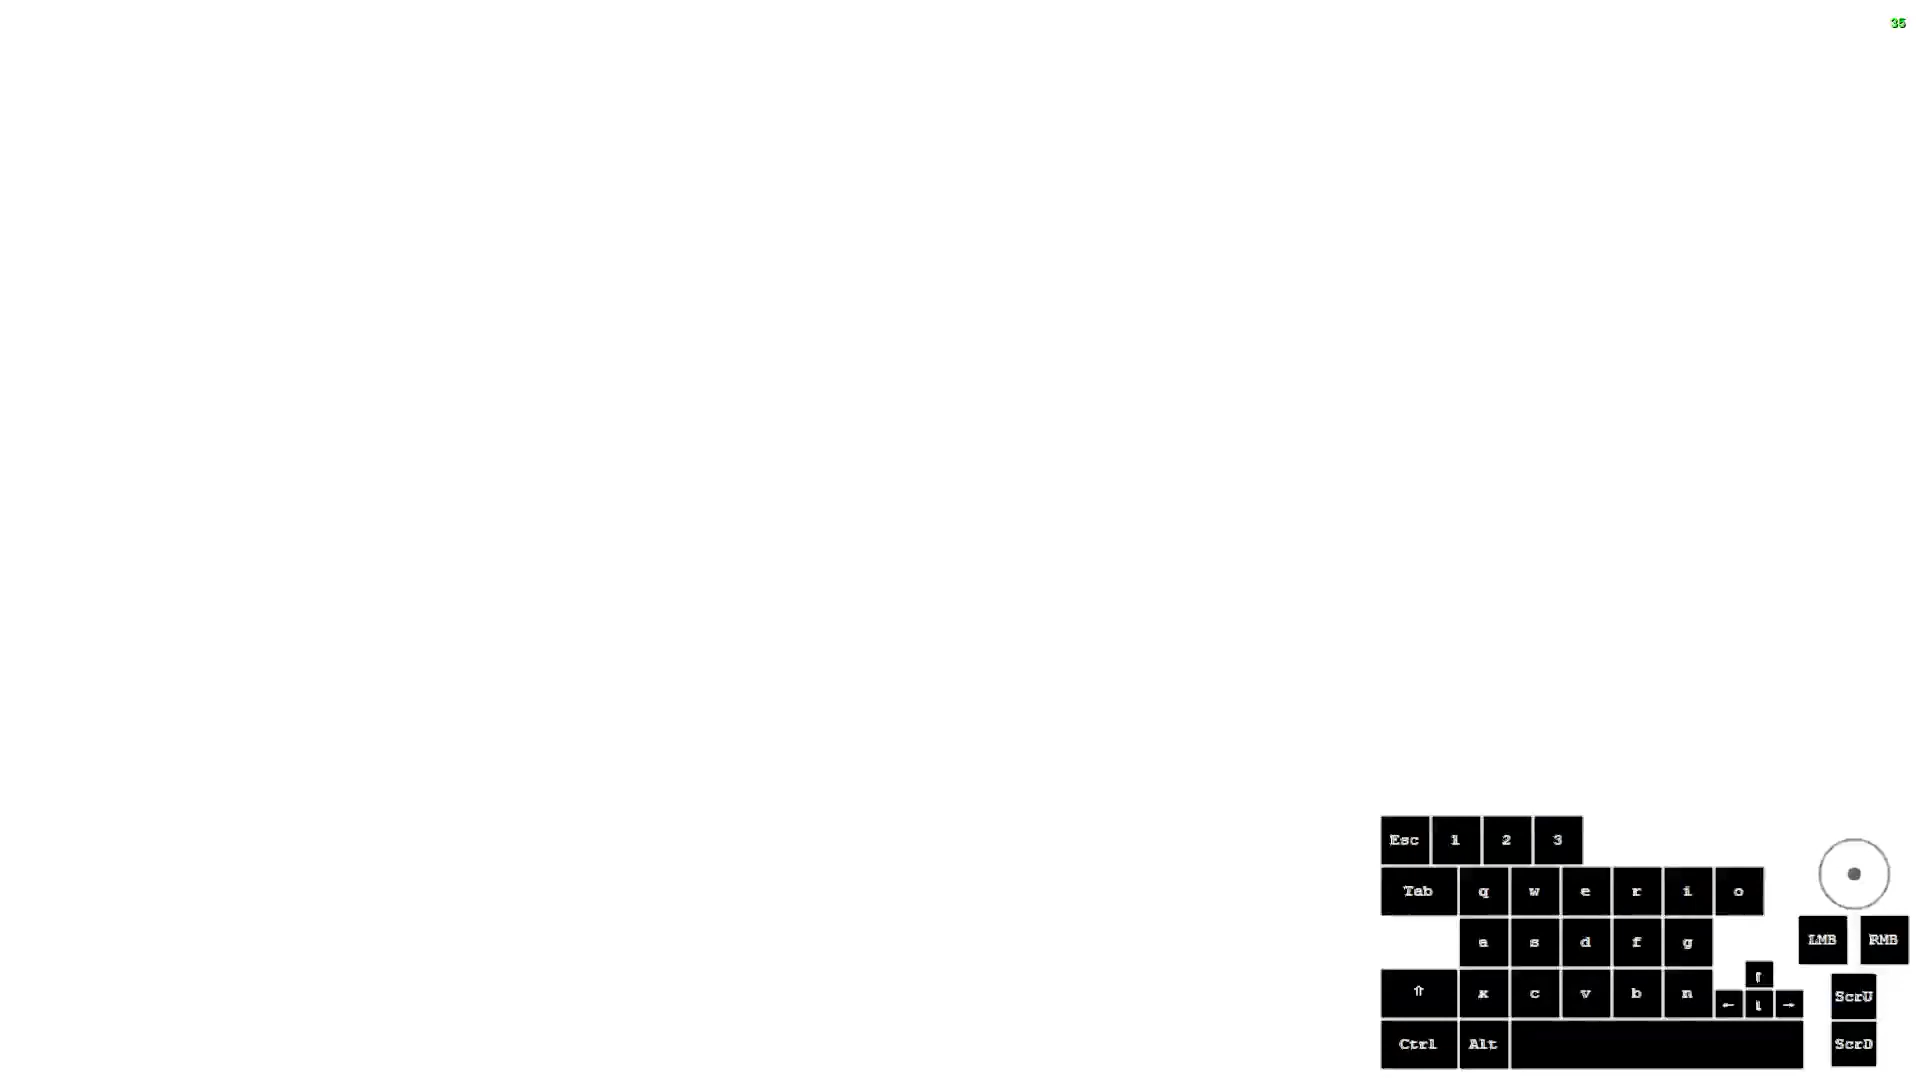 35
Esc 1 2 3
Tab q w e r i o
a s d f g
LMB RMB
⇧ x c v b n
← ↑ ↓ →
ScrU
Ctrl Alt
ScrD